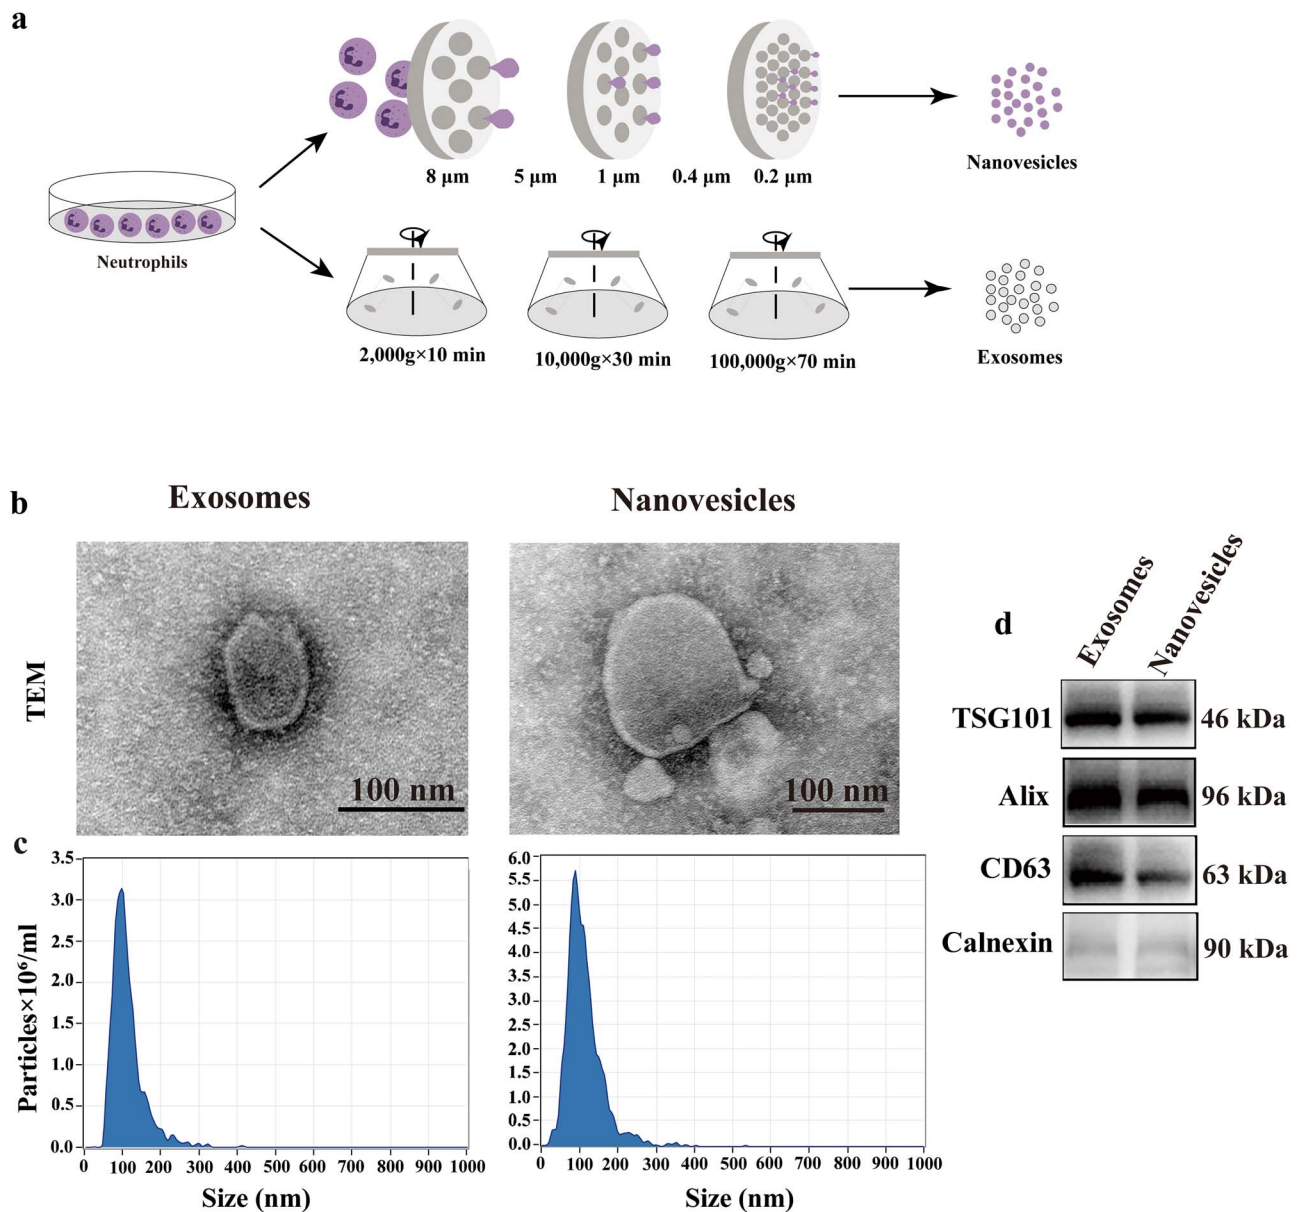 a
8 μm 5 μm 1 μm 0.4 μm 0.2 μm
Nanovesicles
Neutrophils
2,000g×10 min 10,000g×30 min 100,000g×70 min
Exosomes
b
Exosomes Nanovesicles
TEM
100 nm 100 nm
c
Particles×10⁶/ml
3.5
3.0
2.5
2.0
1.5
1.0
0.5
0.0
0 100 200 300 400 500 600 700 800 900 1000
Size (nm)
6.0
5.5
5.0
4.5
4.0
3.5
3.0
2.5
2.0
1.5
1.0
0.5
0.0
0 100 200 300 400 500 600 700 800 900 1000
Size (nm)
d
Exosomes Nanovesicles
TSG101 46 kDa
Alix 96 kDa
CD63 63 kDa
Calnexin 90 kDa